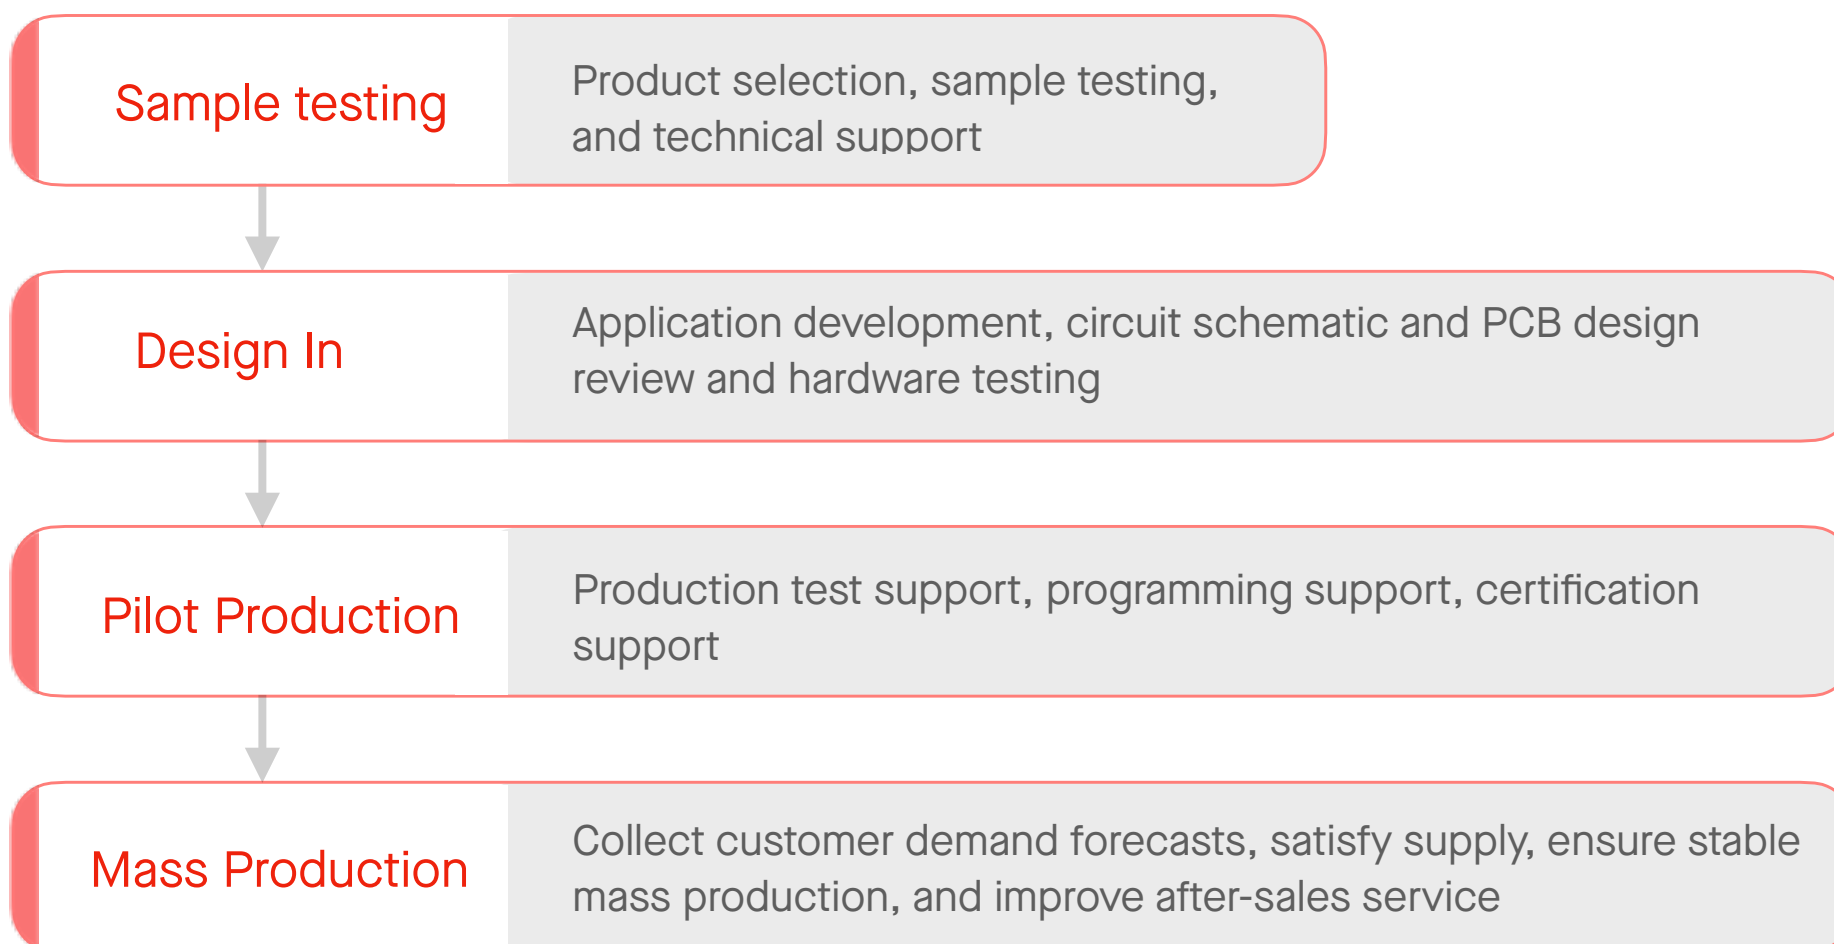 Sample testing
Product selection, sample testing,
and technical support
Design In
Application development, circuit schematic and PCB design
review and hardware testing
Pilot Production
Production test support, programming support, certification
support
Mass Production
Collect customer demand forecasts, satisfy supply, ensure stable
mass production, and improve after-sales service